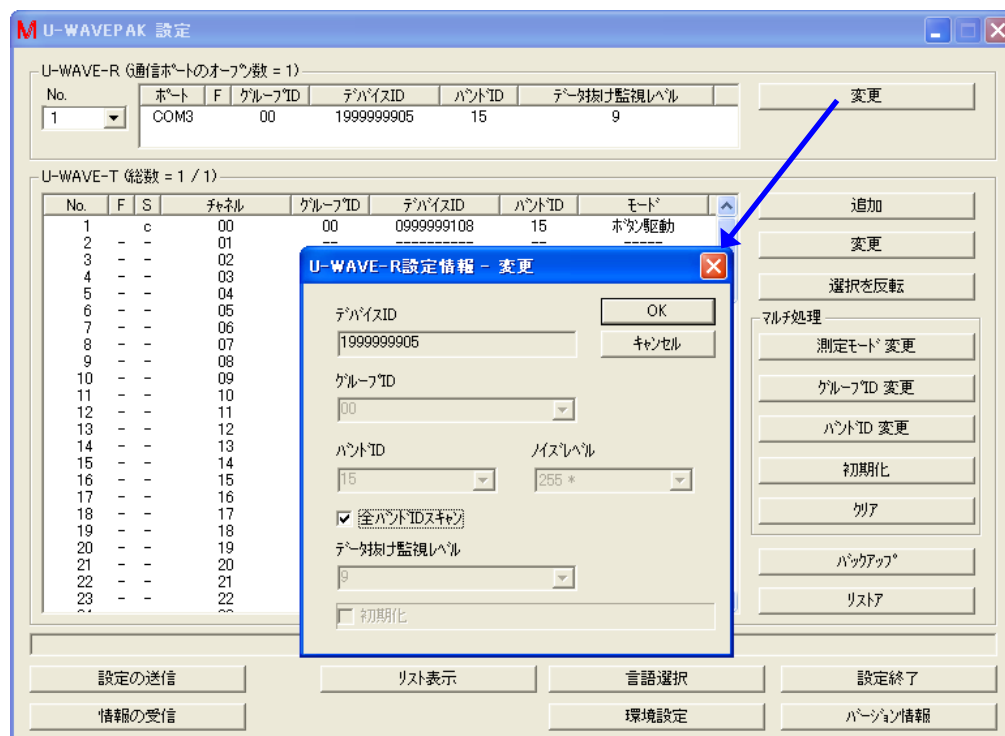 U-WAVEPAK 設定
U-WAVE-R (通信ﾎﾟｰﾄのｵｰﾌﾟﾝ数 = 1)
No. ﾎﾟｰﾄ F ｸﾞﾙｰﾌﾟID ﾃﾞﾊﾞｲｽID ﾊﾞﾝﾄﾞID ﾃﾞｰﾀ抜け監視ﾚﾍﾞﾙ 変更
1 COM3 00 1999999905 15 9
U-WAVE-T (総数 = 1 / 1)
No. F S ﾁｬﾈﾙ ｸﾞﾙｰﾌﾟID ﾃﾞﾊﾞｲｽID ﾊﾞﾝﾄﾞID ﾓｰﾄﾞ
1 c 00 00 0999999108 15 ﾎﾞﾀﾝ駆動
2 - - 01 -- ---------- -- -----
3 - - 02
4 - - 03
5 - - 04
6 - - 05
7 - - 06
8 - - 07
9 - - 08
10 - - 09
11 - - 10
12 - - 11
13 - - 12
14 - - 13
15 - - 14
16 - - 15
17 - - 16
18 - - 17
19 - - 18
20 - - 19
21 - - 20
22 - - 21
23 - - 22
U-WAVE-R設定情報 - 変更
ﾃﾞﾊﾞｲｽID
1999999905
OK
ｷｬﾝｾﾙ
ｸﾞﾙｰﾌﾟID
00
ﾊﾞﾝﾄﾞID ﾉｲｽﾞﾚﾍﾞﾙ
15 255 *
全ﾊﾞﾝﾄﾞIDｽｷｬﾝ
ﾃﾞｰﾀ抜け監視ﾚﾍﾞﾙ
9
初期化
追加
変更
選択を反転
ﾏﾙﾁ処理
測定ﾓｰﾄﾞ 変更
ｸﾞﾙｰﾌﾟID 変更
ﾊﾞﾝﾄﾞID 変更
初期化
ｸﾘｱ
ﾊﾞｯｸｱｯﾌﾟ
ﾘｽﾄｱ
設定の送信 ﾘｽﾄ表示 言語選択 設定終了
情報の受信 環境設定 ﾊﾞｰｼﾞｮﾝ情報